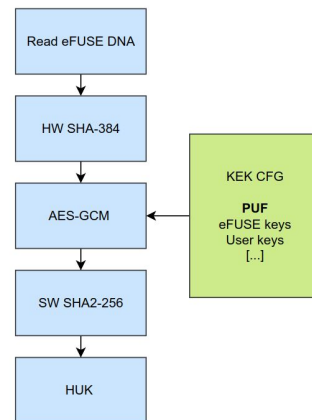 Read eFUSE DNA
HW SHA-384
AES-GCM
KEK CFG
PUF
eFUSE keys
User keys
[...]
SW SHA2-256
HUK